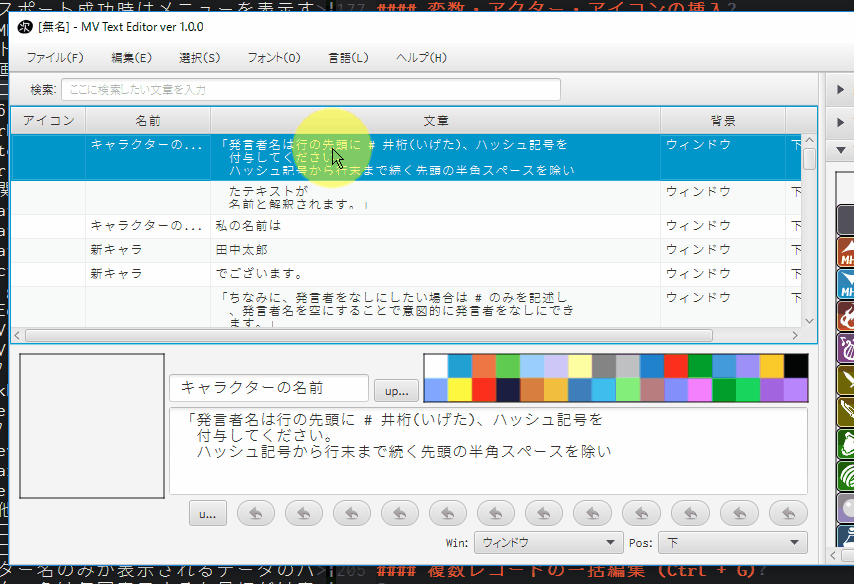 スポート成功時はメニューを表示す
177 #### 変数・アクター・アイコンの挿入?
[無名] - MV Text Editor ver 1.0.0
ファイル(F) 編集(E) 選択(S) フォント(O) 言語(L) ヘルプ(H)
検索: ここに検索したい文章を入力
アイコン 名前 文章 背景
キャラクターの... 「発言者名は行の先頭に # 井桁(いげた)、ハッシュ記号を ウィンドウ 下
付与してください。
ハッシュ記号から行末まで続く先頭の半角スペースを除い
たテキストが ウィンドウ 下
名前と解釈されます。」
キャラクターの... 私の名前は ウィンドウ 下
新キャラ 田中太郎 ウィンドウ 下
新キャラ でございます。 ウィンドウ 下
「ちなみに、発言者をなしにしたい場合は # のみを記述し ウィンドウ 下
、発言者名を空にすることで意図的に発言者をなしにでき
ます。」
キャラクターの名前 up...
「発言者名は行の先頭に # 井桁(いげた)、ハッシュ記号を
付与してください。
ハッシュ記号から行末まで続く先頭の半角スペースを除い
u...
Win: ウィンドウ Pos: 下
MH
MH
ター名のみが表示されるデータのハ
205 #### 複数レコードの一括編集 (Ctrl + G)?